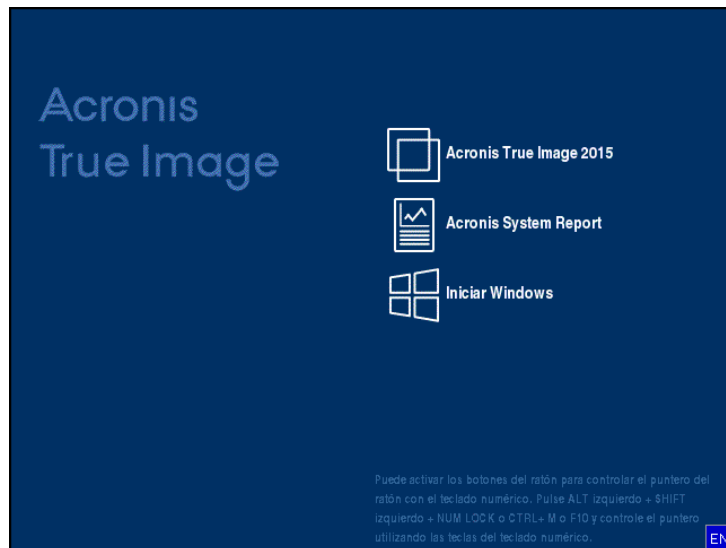 Acronis
True Image
Acronis True Image 2015
Acronis System Report
Iniciar Windows
Puede activar los botones del ratón para controlar el puntero del
ratón con el teclado numérico. Pulse ALT izquierdo + SHIFT
izquierdo + NUM LOCK o CTRL+ M o F10 y controle el puntero
utilizando las teclas del teclado numérico.
EN